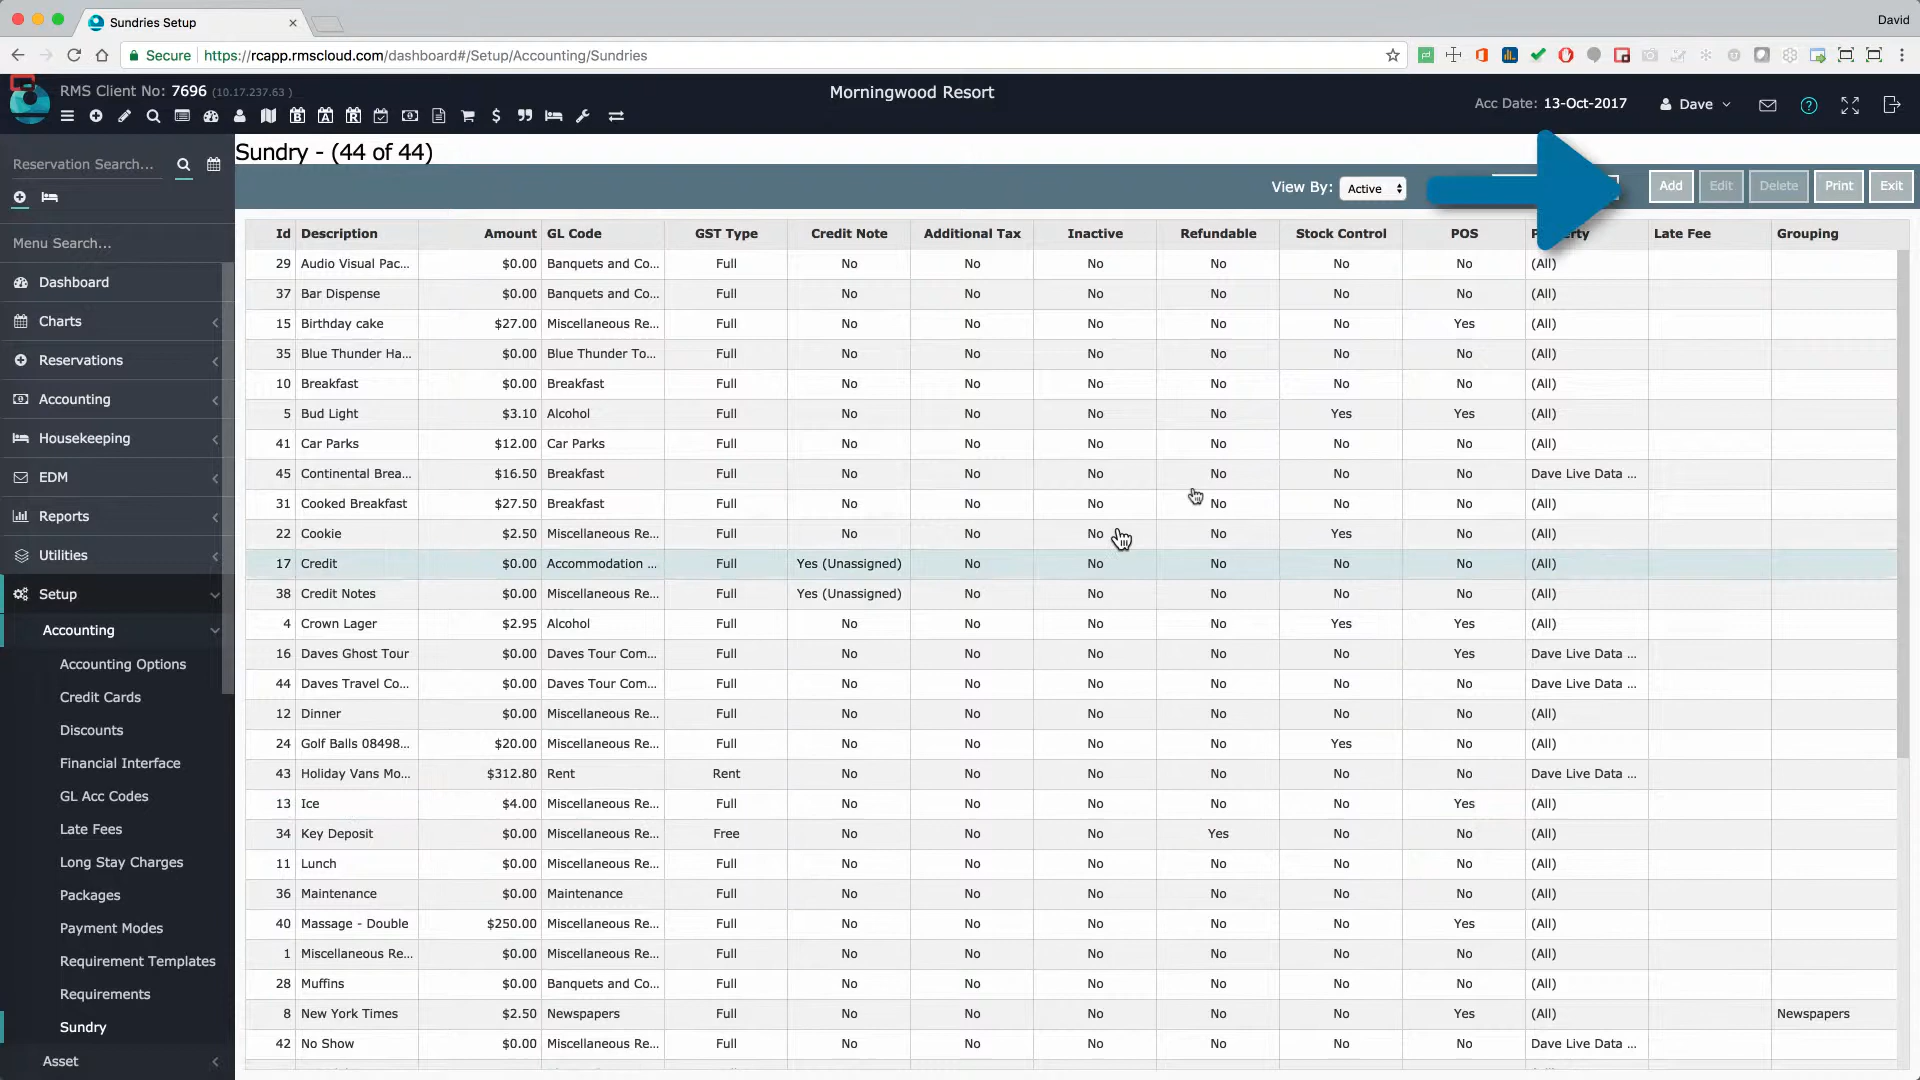 Sundries Setup
David
Secure https://rcapp.rmscloud.com/dashboard#/Setup/Accounting/Sundries
RMS Client No: 7696 (10.17.237.63 )
Morningwood Resort
Acc Date: 13-Oct-2017
Dave
Reservation Search...
Menu Search...
Dashboard
Charts
Reservations
Accounting
Housekeeping
EDM
Reports
Utilities
Setup
Accounting
Accounting Options
Credit Cards
Discounts
Financial Interface
GL Acc Codes
Late Fees
Long Stay Charges
Packages
Payment Modes
Requirement Templates
Requirements
Sundry
Asset
Sundry - (44 of 44)
View By: Active
Add Edit Delete Print Exit
Id Description Amount GL Code GST Type Credit Note Additional Tax Inactive Refundable Stock Control POS Late Fee Grouping
29 Audio Visual Pac... $0.00 Banquets and Co... Full No No No No No No (All)
37 Bar Dispense $0.00 Banquets and Co... Full No No No No No No (All)
15 Birthday cake $27.00 Miscellaneous Re... Full No No No No No Yes (All)
35 Blue Thunder Ha... $0.00 Blue Thunder To... Full No No No No No No (All)
10 Breakfast $0.00 Breakfast Full No No No No No No (All)
5 Bud Light $3.10 Alcohol Full No No No No Yes Yes (All)
41 Car Parks $12.00 Car Parks Full No No No No No No (All)
45 Continental Brea... $16.50 Breakfast Full No No No No No No Dave Live Data ...
31 Cooked Breakfast $27.50 Breakfast Full No No No No No No (All)
22 Cookie $2.50 Miscellaneous Re... Full No No No No Yes No (All)
17 Credit $0.00 Accommodation ... Full Yes (Unassigned) No No No No No (All)
38 Credit Notes $0.00 Miscellaneous Re... Full Yes (Unassigned) No No No No No (All)
4 Crown Lager $2.95 Alcohol Full No No No No Yes Yes (All)
16 Daves Ghost Tour $0.00 Daves Tour Com... Full No No No No No Yes Dave Live Data ...
44 Daves Travel Co... $0.00 Daves Tour Com... Full No No No No No No Dave Live Data ...
12 Dinner $0.00 Miscellaneous Re... Full No No No No No No (All)
24 Golf Balls 08498... $20.00 Miscellaneous Re... Full No No No No Yes No (All)
43 Holiday Vans Mo... $312.80 Rent Rent No No No No No No Dave Live Data ...
13 Ice $4.00 Miscellaneous Re... Full No No No No No Yes (All)
34 Key Deposit $0.00 Miscellaneous Re... Free No No No Yes No No (All)
11 Lunch $0.00 Miscellaneous Re... Full No No No No No No (All)
36 Maintenance $0.00 Maintenance Full No No No No No No (All)
40 Massage - Double $250.00 Miscellaneous Re... Full No No No No No Yes (All)
1 Miscellaneous Re... $0.00 Miscellaneous Re... Full No No No No No No (All)
28 Muffins $0.00 Banquets and Co... Full No No No No No No (All)
8 New York Times $2.50 Newspapers Full No No No No No Yes (All) Newspapers
42 No Show $0.00 Miscellaneous Re... Full No No No No No No Dave Live Data ...